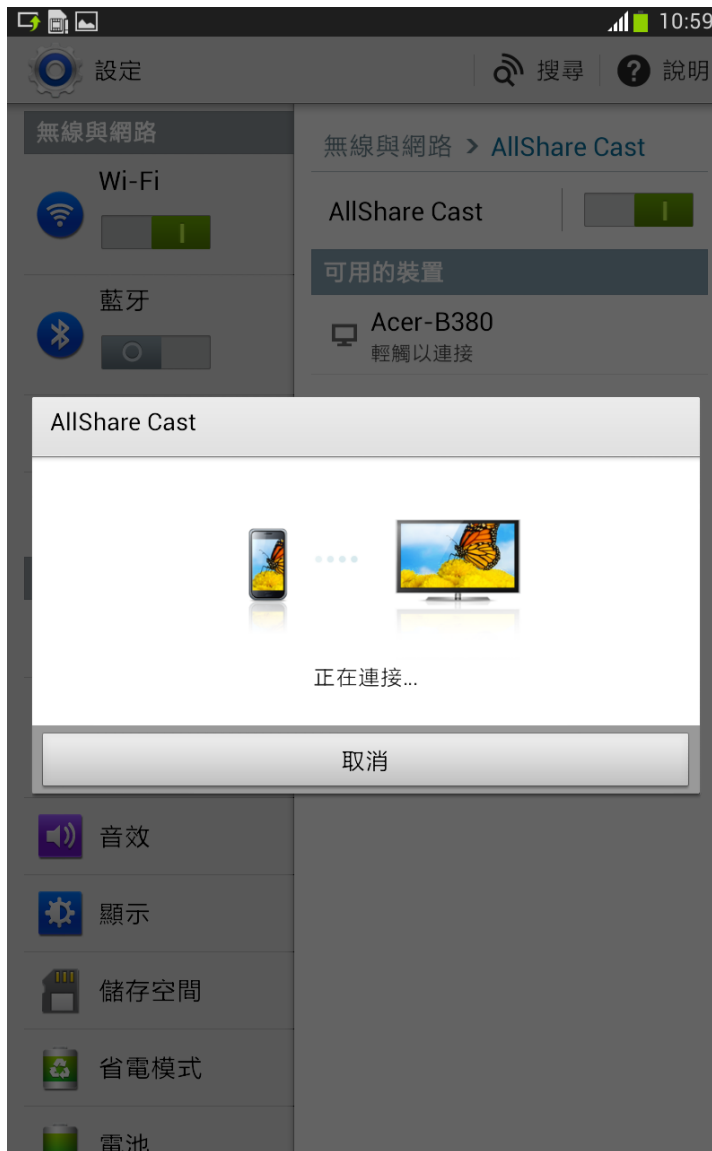 10:59
設定
搜尋
說明
無線與網路
Wi-Fi
藍牙
無線與網路 > AllShare Cast
AllShare Cast
可用的裝置
Acer-B380
輕觸以連接
AllShare Cast
正在連接...
取消
音效
顯示
儲存空間
省電模式
電池